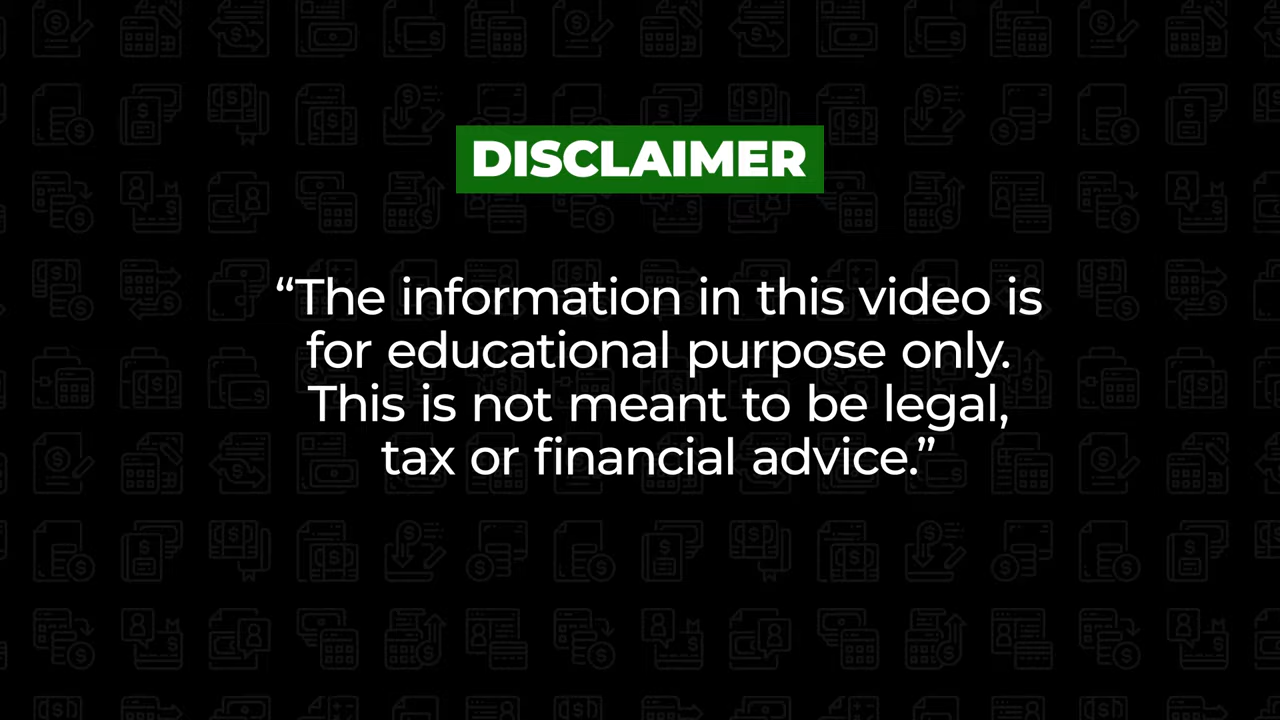 DISCLAIMER
“The information in this video is
for educational purpose only.
This is not meant to be legal,
tax or financial advice.”